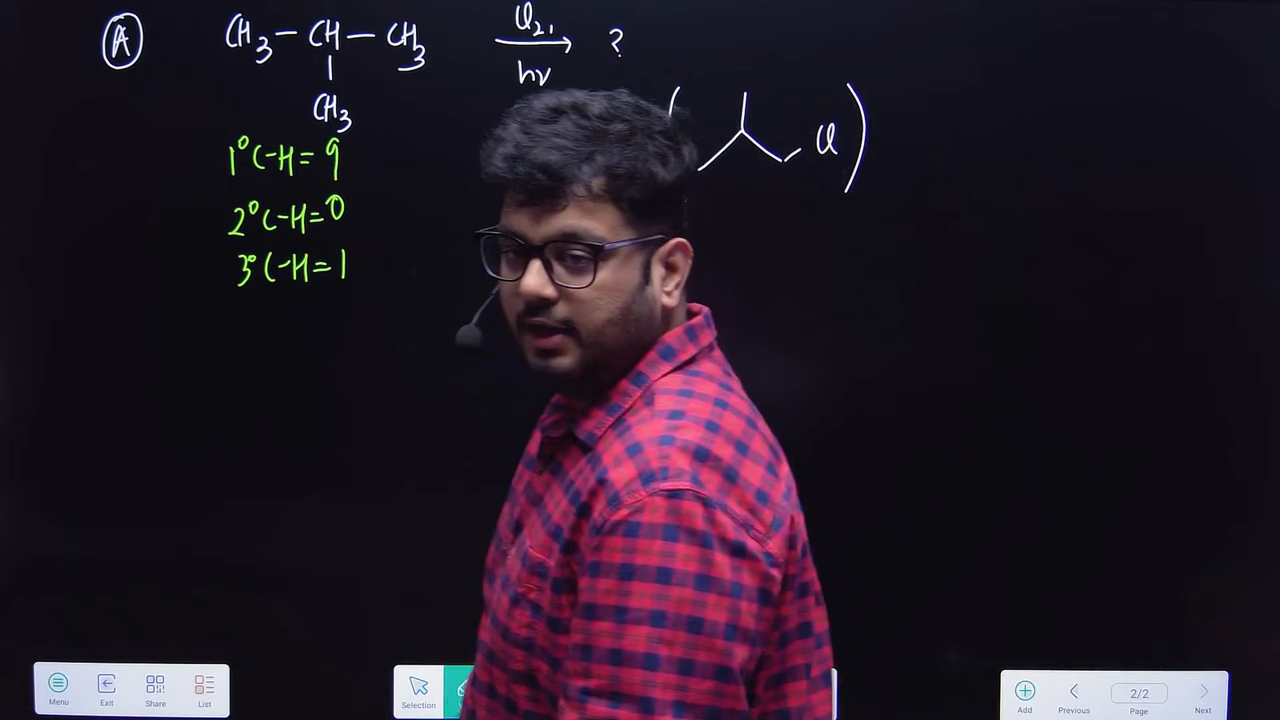 Ⓐ CH₃ – CH – CH₃ Cl₂, hν ?
|
CH₃
Cl
1° C-H = 9
2° C-H = 0
3° C-H = 1
Menu Exit Share List
Selection
Add Previous 2/2 Page Next